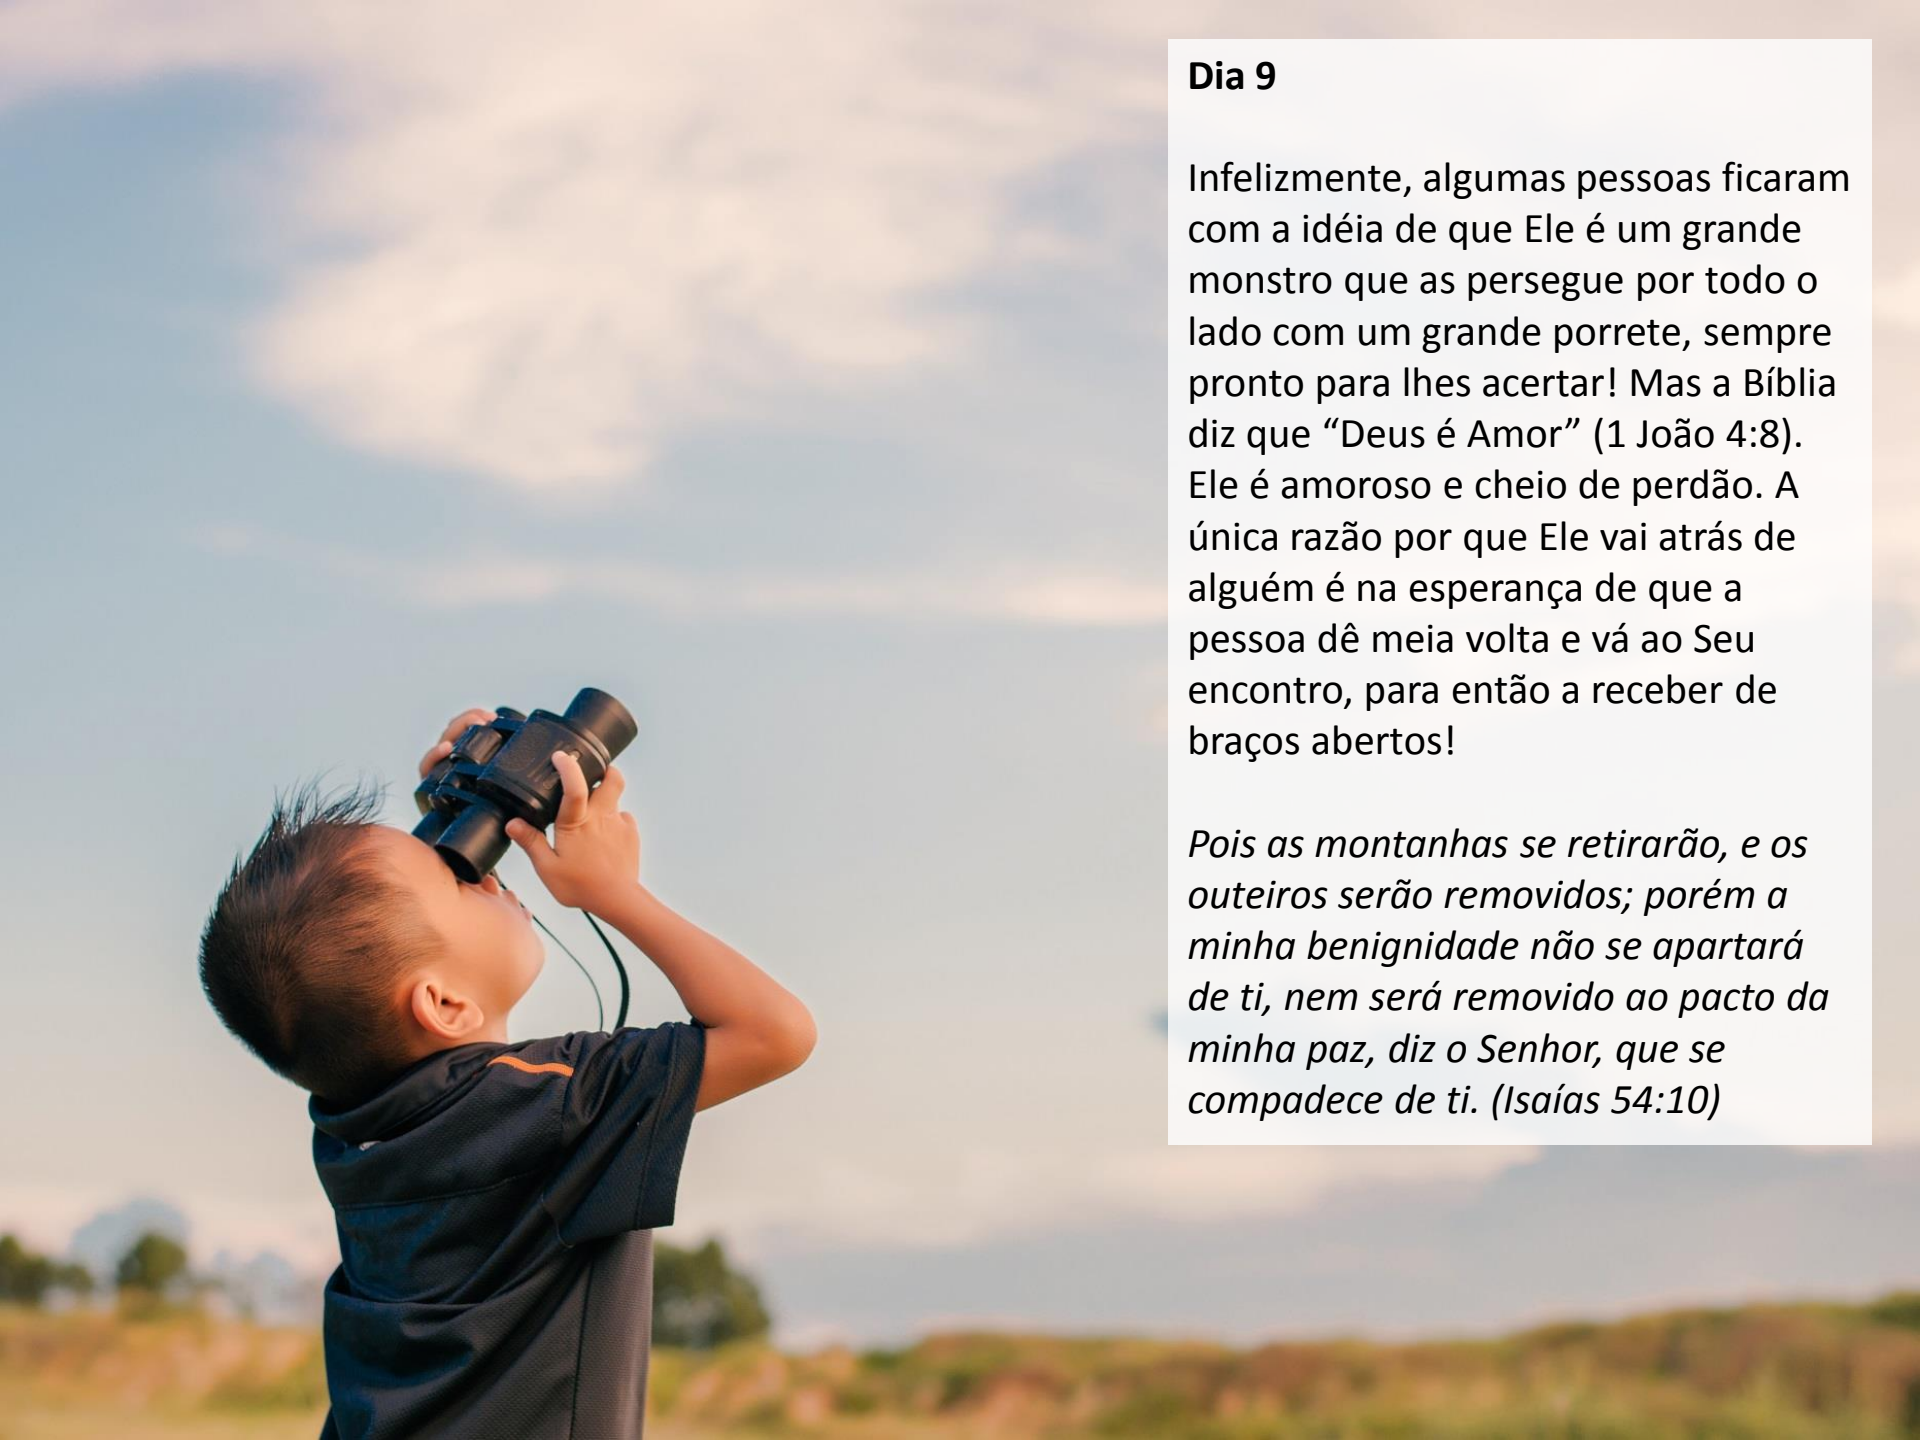 Dia 9
Infelizmente, algumas pessoas ficaram
com a idéia de que Ele é um grande
monstro que as persegue por todo o
lado com um grande porrete, sempre
pronto para lhes acertar! Mas a Bíblia
diz que “Deus é Amor” (1 João 4:8).
Ele é amoroso e cheio de perdão. A
única razão por que Ele vai atrás de
alguém é na esperança de que a
pessoa dê meia volta e vá ao Seu
encontro, para então a receber de
braços abertos!
Pois as montanhas se retirarão, e os
outeiros serão removidos; porém a
minha benignidade não se apartará
de ti, nem será removido ao pacto da
minha paz, diz o Senhor, que se
compadece de ti. (Isaías 54:10)